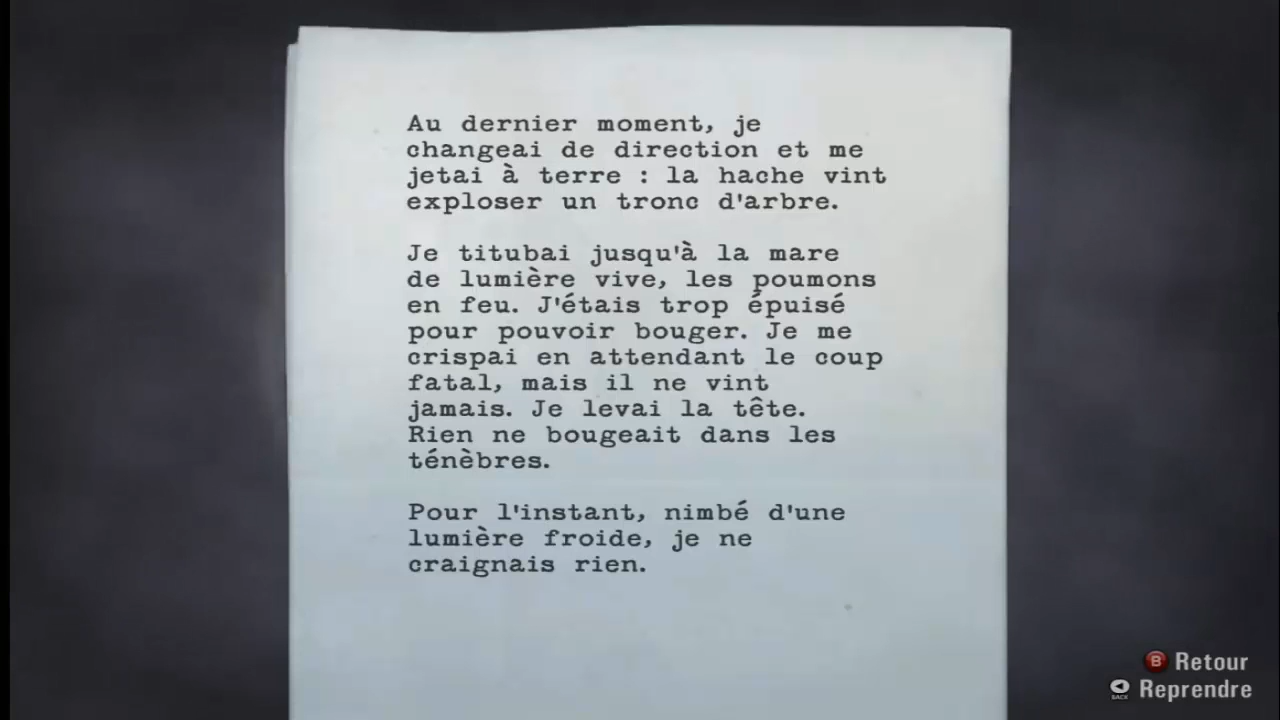 Au dernier moment, je
changeai de direction et me
jetai à terre : la hache vint
exploser un tronc d'arbre.
Je titubai jusqu'à la mare
de lumière vive, les poumons
en feu. J'étais trop épuisé
pour pouvoir bouger. Je me
crispai en attendant le coup
fatal, mais il ne vint
jamais. Je levai la tête.
Rien ne bougeait dans les
ténèbres.
Pour l'instant, nimbé d'une
lumière froide, je ne
craignais rien.
B Retour
BACK Reprendre